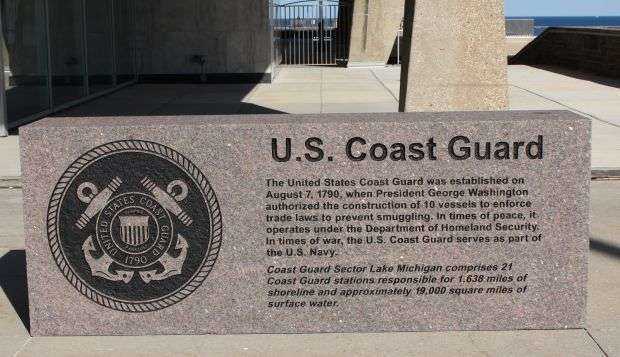 U.S. Coast Guard
The United States Coast Guard was established on
August 7, 1790, when President George Washington
authorized the construction of 10 vessels to enforce
trade laws to prevent smuggling. In times of peace, it
operates under the Department of Homeland Security.
In times of war, the U.S. Coast Guard serves as part of
the U.S. Navy.
Coast Guard Sector Lake Michigan comprises 21
Coast Guard stations responsible for 1,638 miles of
shoreline and approximately 19,000 square miles of
surface water.
UNITED STATES COAST GUARD
1790